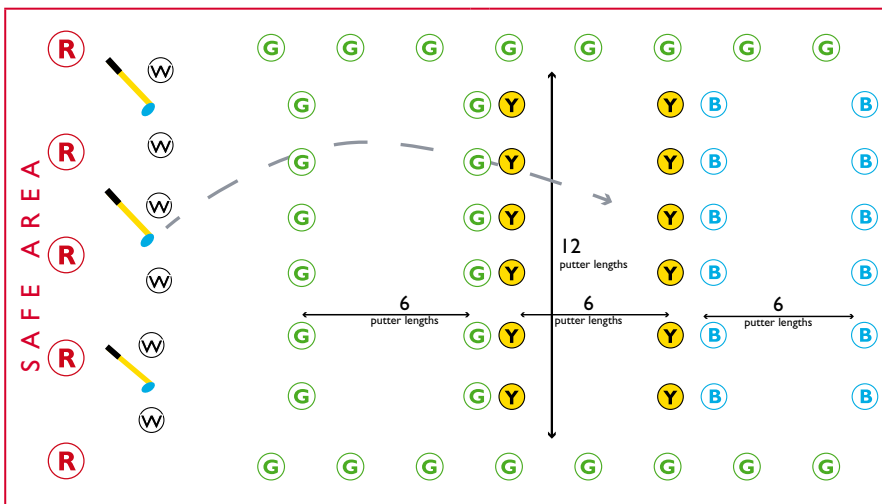 R G G G G G G G G
W
G G Y Y B B
R W
G G Y Y B B
W
G G Y Y B B
R
W G G Y Y B B
12
putter lengths
6 6 6
putter lengths putter lengths putter lengths
R W G G Y Y B B
G G Y Y B B
W
R G G G G G G G G
SAFE AREA